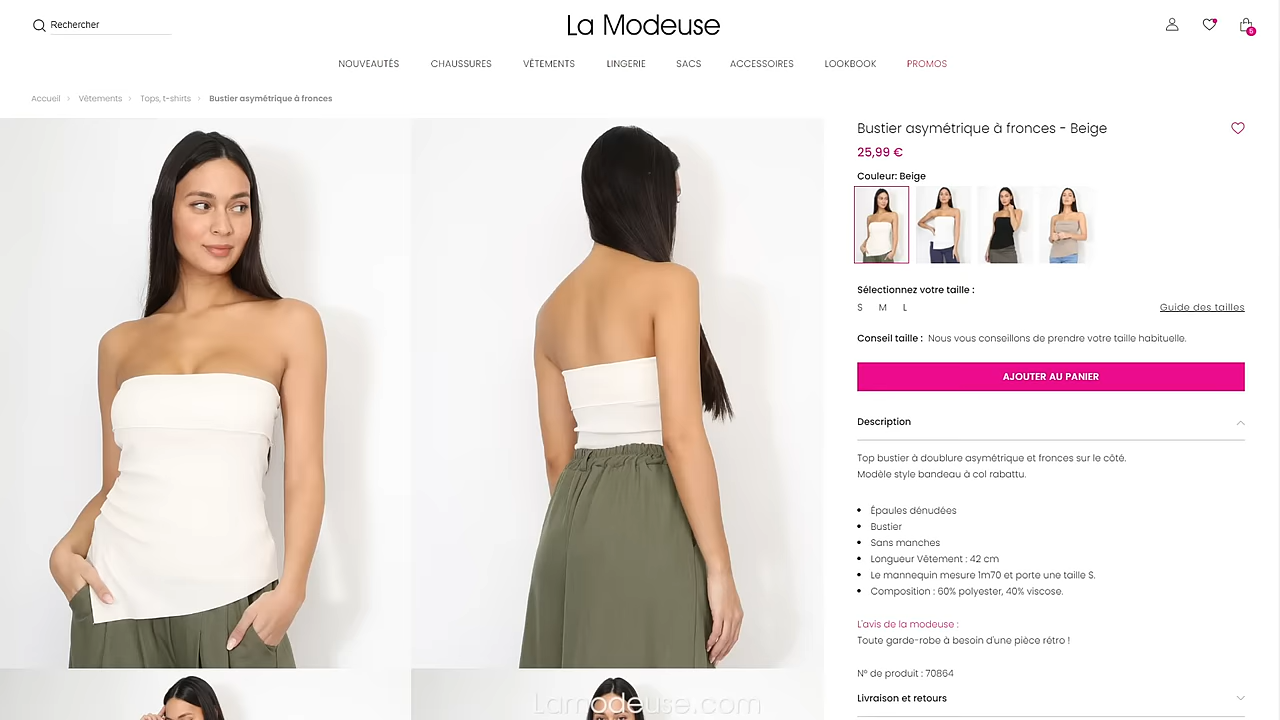 Rechercher
La Modeuse
6
NOUVEAUTÉS CHAUSSURES VÊTEMENTS LINGERIE SACS ACCESSOIRES LOOKBOOK PROMOS
Accueil › Vêtements › Tops, t-shirts › Bustier asymétrique à fronces
Bustier asymétrique à fronces - Beige
25,99 €
Couleur: Beige
Sélectionnez votre taille :
S M L
Guide des tailles
Conseil taille : Nous vous conseillons de prendre votre taille habituelle.
AJOUTER AU PANIER
Description
Top bustier à doublure asymétrique et fronces sur le côté.
Modèle style bandeau à col rabattu.
• Épaules dénudées
• Bustier
• Sans manches
• Longueur Vêtement : 42 cm
• Le mannequin mesure 1m70 et porte une taille S.
• Composition : 60% polyester, 40% viscose.
L'avis de la modeuse :
Toute garde-robe à besoin d'une pièce rétro !
N° de produit : 70864
Livraison et retours
Lamodeuse.com